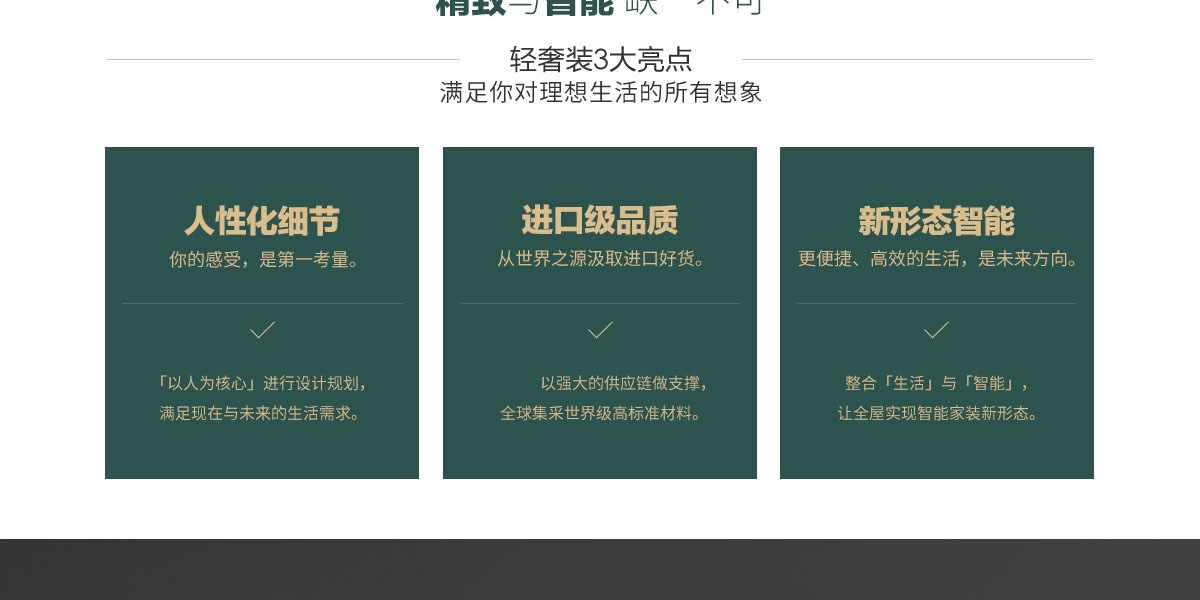 精致与智能 缺一不可
轻奢装3大亮点
满足你对理想生活的所有想象
人性化细节
你的感受，是第一考量。
「以人为核心」进行设计规划，
满足现在与未来的生活需求。
进口级品质
从世界之源汲取进口好货。
以强大的供应链做支撑，
全球集采世界级高标准材料。
新形态智能
更便捷、高效的生活，是未来方向。
整合「生活」与「智能」，
让全屋实现智能家装新形态。